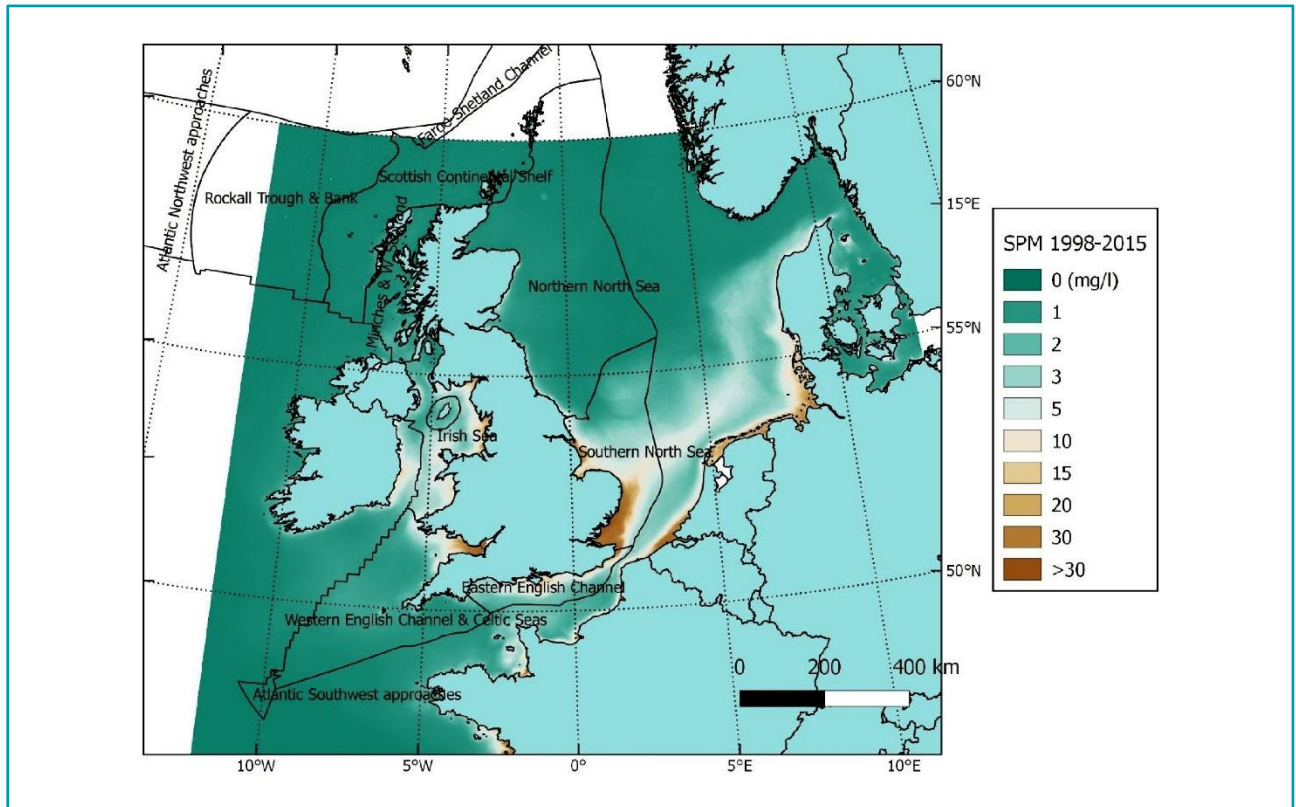 Faroe-Shetland Channel
Atlantic Northwest approaches
60°N
Scottish Continental Shelf
Rockall Trough & Bank
15°E
SPM 1998-2015
0 (mg/l)
1
2
3
5
10
15
20
30
>30
Northern North Sea
55°N
Irish Sea
Southern North Sea
50°N
Eastern English Channel
Western English Channel & Celtic Seas
0 200 400 km
Atlantic Southwest approaches
10°W 5°W 0° 5°E 10°E